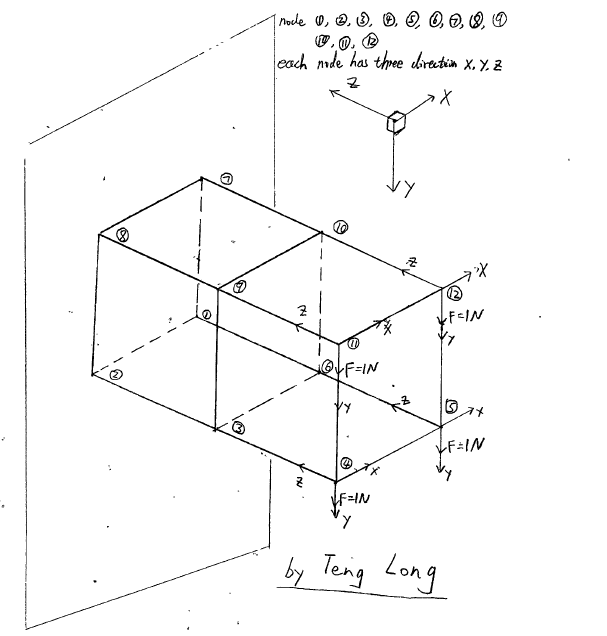 node ①, ②, ③, ④, ⑤, ⑥, ⑦, ⑧, ⑨
⑩, ⑪, ⑫
each node has three direction X, Y, Z
Z
X
Y
⑦
⑧
⑩
Z
X
⑨
⑫
①
Z
X
F=1N
Y
⑪
②
⑥
F=1N
Z
⑤
X
Y
③
④
F=1N
Z
X
Y
F=1N
Y
by Teng Long